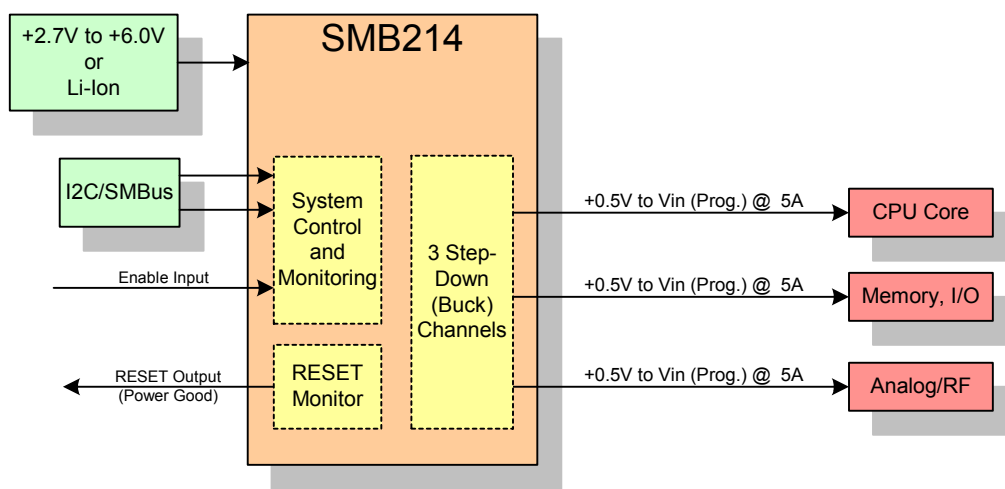 +2.7V to +6.0V
or
Li-Ion
SMB214
I2C/SMBus
System
Control
and
Monitoring
3 Step-
Down
(Buck)
Channels
+0.5V to Vin (Prog.) @ 5A
CPU Core
Enable Input
+0.5V to Vin (Prog.) @ 5A
Memory, I/O
RESET Output
(Power Good)
RESET
Monitor
+0.5V to Vin (Prog.) @ 5A
Analog/RF